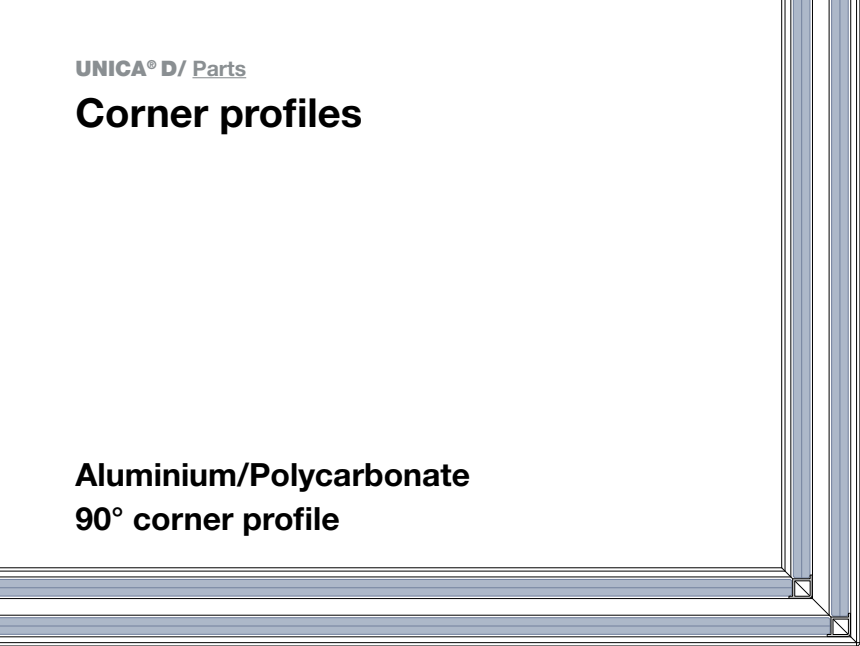 UNICA® D/ Parts
Corner profiles
Aluminium/Polycarbonate
90° corner profile